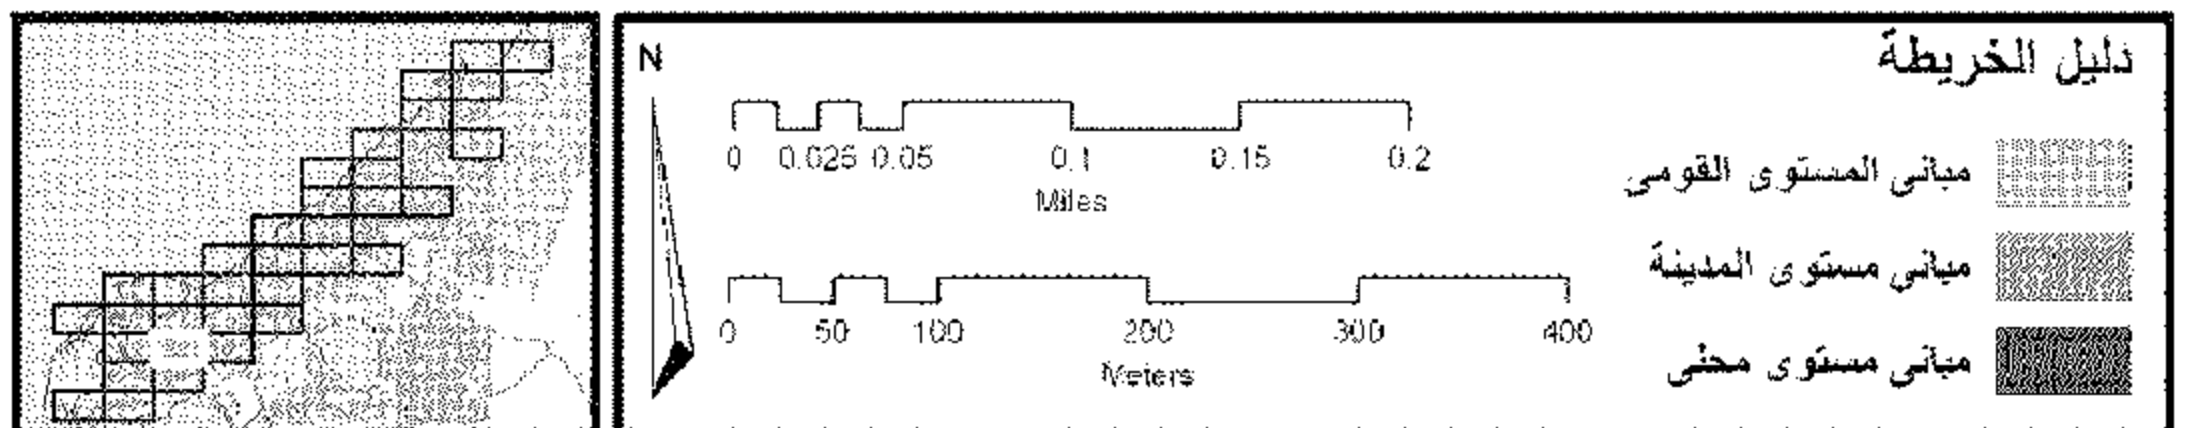 دليل الخريطة
N
0 0.025 0.05 0.1 0.15 0.2
Miles
مبانى المستوى القومى
مبانى مستوى المدينة
0 50 100 200 300 400
Meters
مبانى مستوى محلى